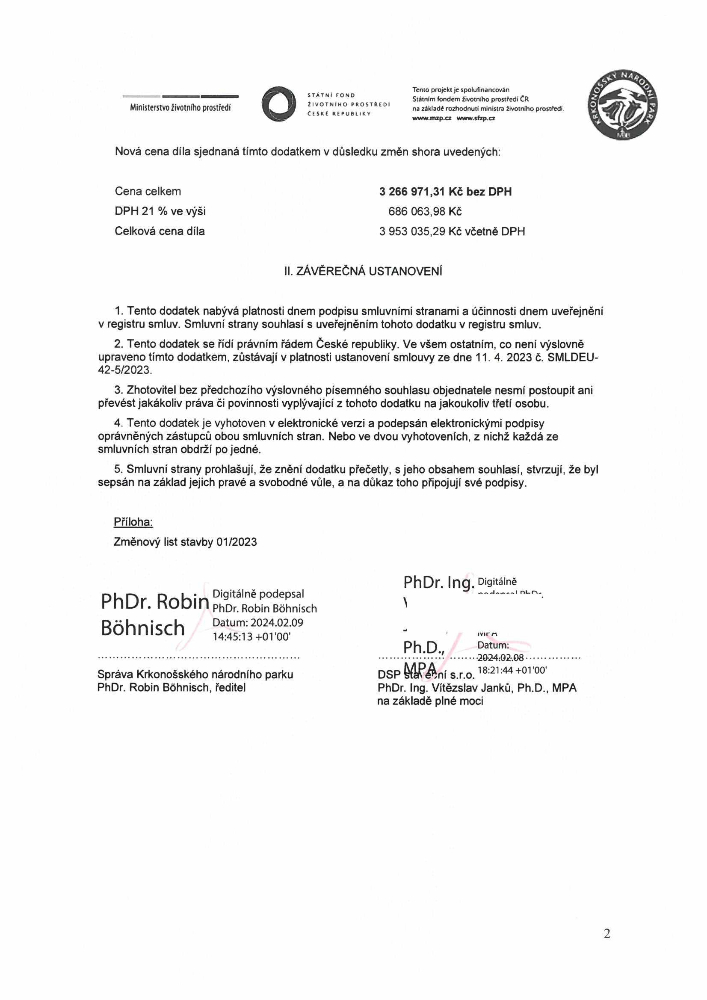 Ministerstvo životního prostředí
STÁTNÍ FOND
ŽIVOTNÍHO PROSTŘEDÍ
ČESKÉ REPUBLIKY
Tento projekt je spolufinancován
Státním fondem životního prostředí ČR
na základě rozhodnutí ministra životního prostředí.
www.mzp.cz www.sfzp.cz
KRKONOŠSKÝ NÁRODNÍ PARK
Nová cena díla sjednaná tímto dodatkem v důsledku změn shora uvedených:
Cena celkem 3 266 971,31 Kč bez DPH
DPH 21 % ve výši 686 063,98 Kč
Celková cena díla 3 953 035,29 Kč včetně DPH
II. ZÁVĚREČNÁ USTANOVENÍ
1. Tento dodatek nabývá platnosti dnem podpisu smluvními stranami a účinnosti dnem uveřejnění
v registru smluv. Smluvní strany souhlasí s uveřejněním tohoto dodatku v registru smluv.
2. Tento dodatek se řídí právním řádem České republiky. Ve všem ostatním, co není výslovně
upraveno tímto dodatkem, zůstávají v platnosti ustanovení smlouvy ze dne 11. 4. 2023 č. SMLDEU-
42-5/2023.
3. Zhotovitel bez předchozího výslovného písemného souhlasu objednatele nesmí postoupit ani
převést jakákoliv práva či povinnosti vyplývající z tohoto dodatku na jakoukoliv třetí osobu.
4. Tento dodatek je vyhotoven v elektronické verzi a podepsán elektronickými podpisy
oprávněných zástupců obou smluvních stran. Nebo ve dvou vyhotoveních, z nichž každá ze
smluvních stran obdrží po jedné.
5. Smluvní strany prohlašují, že znění dodatku přečetly, s jeho obsahem souhlasí, stvrzují, že byl
sepsán na základ jejich pravé a svobodné vůle, a na důkaz toho připojují své podpisy.
Příloha:
Změnový list stavby 01/2023
PhDr. Robin
Böhnisch
Digitálně podepsal
PhDr. Robin Böhnisch
Datum: 2024.02.09
14:45:13 +01'00'
Správa Krkonošského národního parku
PhDr. Robin Böhnisch, ředitel
PhDr. Ing.
Ph.D.,
MPA
Digitálně
podepsal PhDr.
MPA
Datum:
2024.02.08
18:21:44 +01'00'
DSP stavební s.r.o.
PhDr. Ing. Vítězslav Janků, Ph.D., MPA
na základě plné moci
2